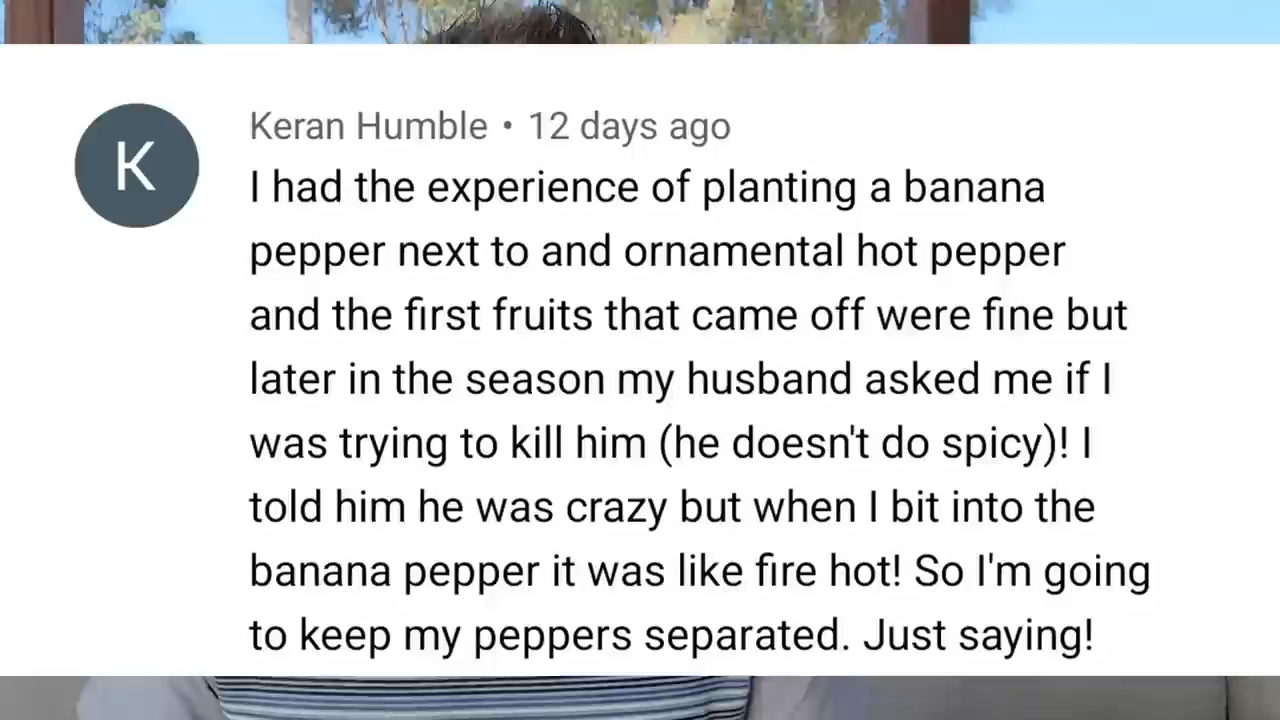 K
Keran Humble • 12 days ago
I had the experience of planting a banana
pepper next to and ornamental hot pepper
and the first fruits that came off were fine but
later in the season my husband asked me if I
was trying to kill him (he doesn't do spicy)! I
told him he was crazy but when I bit into the
banana pepper it was like fire hot! So I'm going
to keep my peppers separated. Just saying!